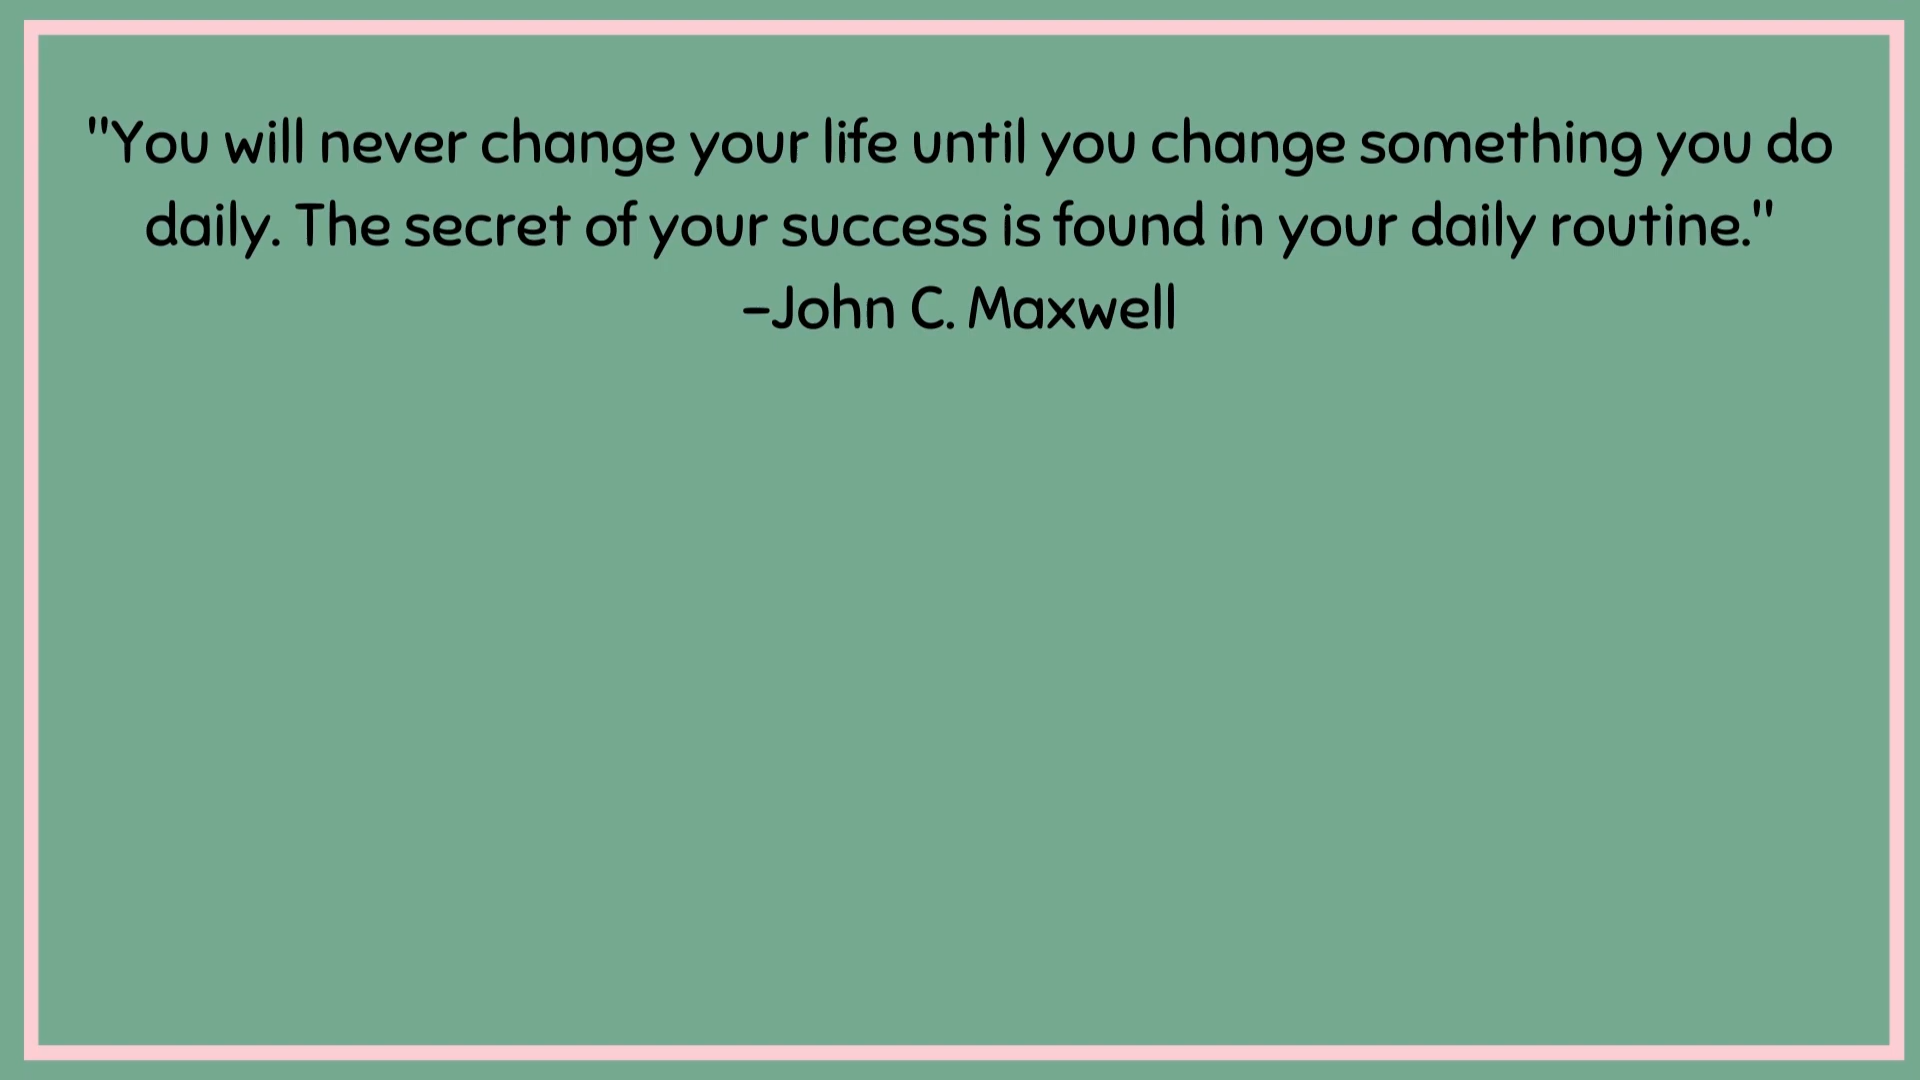 "You will never change your life until you change something you do
daily. The secret of your success is found in your daily routine."
-John C. Maxwell